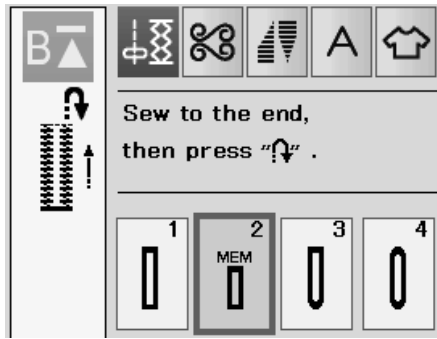 B
A
Sew to the end,
then press “ ” .
1
2
3
4
MEM